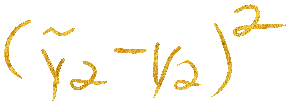 (ỹ₂ - y₂)²